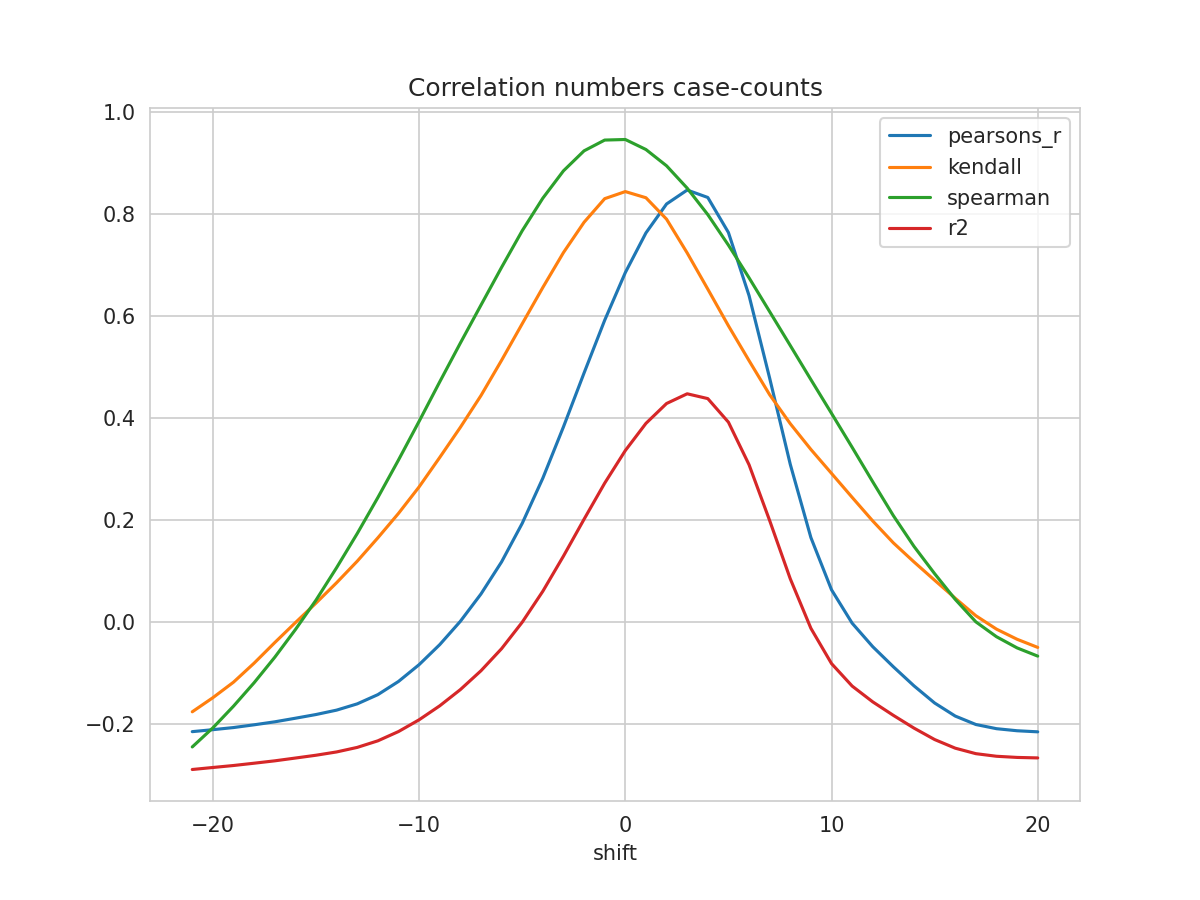 Correlation numbers case-counts
1.0
0.8
0.6
0.4
0.2
0.0
−0.2
pearsons_r
kendall
spearman
r2
−20 −10 0 10 20
shift